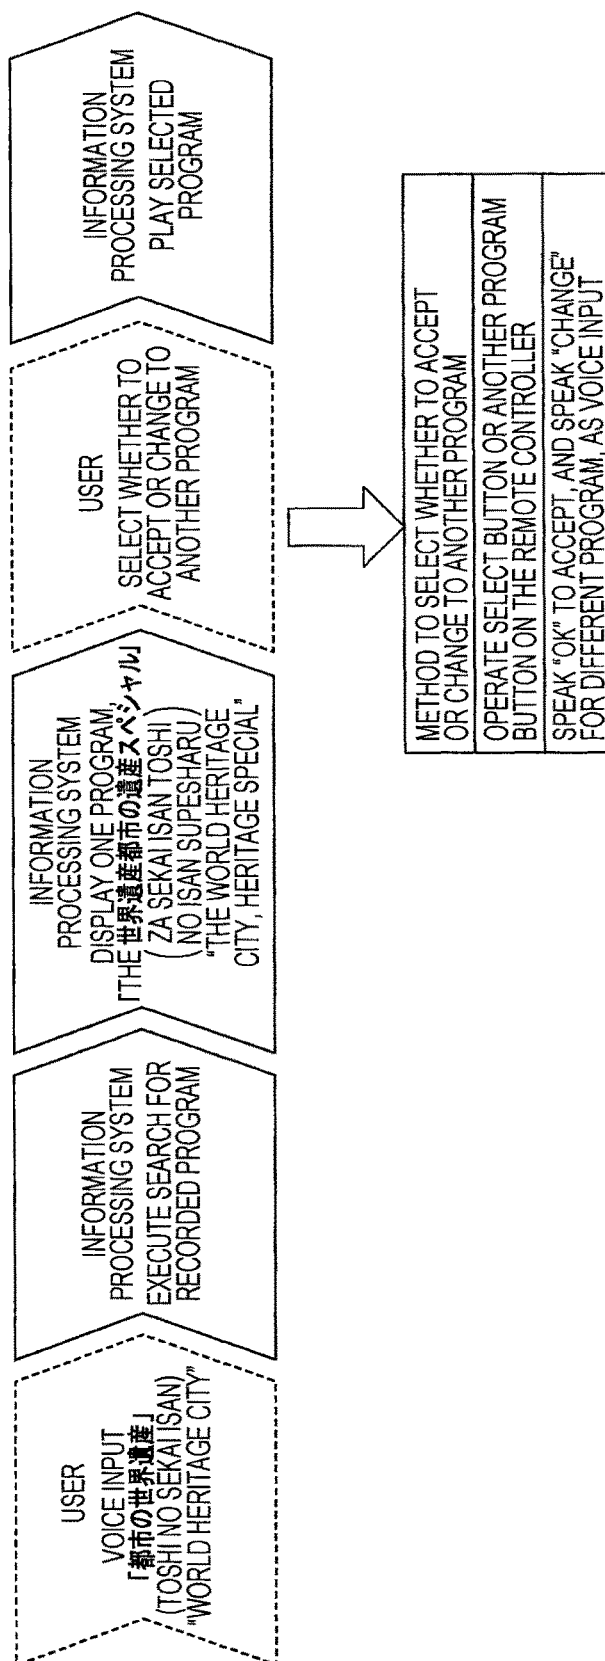 USER
VOICE INPUT
「都市の世界遺産」
(TOSHI NO SEKAI ISAN)
"WORLD HERITAGE CITY"
INFORMATION
PROCESSING SYSTEM
EXECUTE SEARCH FOR
RECORDED PROGRAM
INFORMATION
PROCESSING SYSTEM
DISPLAY ONE PROGRAM,
「THE 世界遺産都市の遺産スペシャル」
(ZA SEKAI ISAN TOSHI
NO ISAN SUPESHARU)
"THE WORLD HERITAGE
CITY, HERITAGE SPECIAL"
USER
SELECT WHETHER TO
ACCEPT OR CHANGE TO
ANOTHER PROGRAM
INFORMATION
PROCESSING SYSTEM
PLAY SELECTED
PROGRAM
METHOD TO SELECT WHETHER TO ACCEPT
OR CHANGE TO ANOTHER PROGRAM
OPERATE SELECT BUTTON OR ANOTHER PROGRAM
BUTTON ON THE REMOTE CONTROLLER
SPEAK "OK" TO ACCEPT, AND SPEAK "CHANGE"
FOR DIFFERENT PROGRAM, AS VOICE INPUT